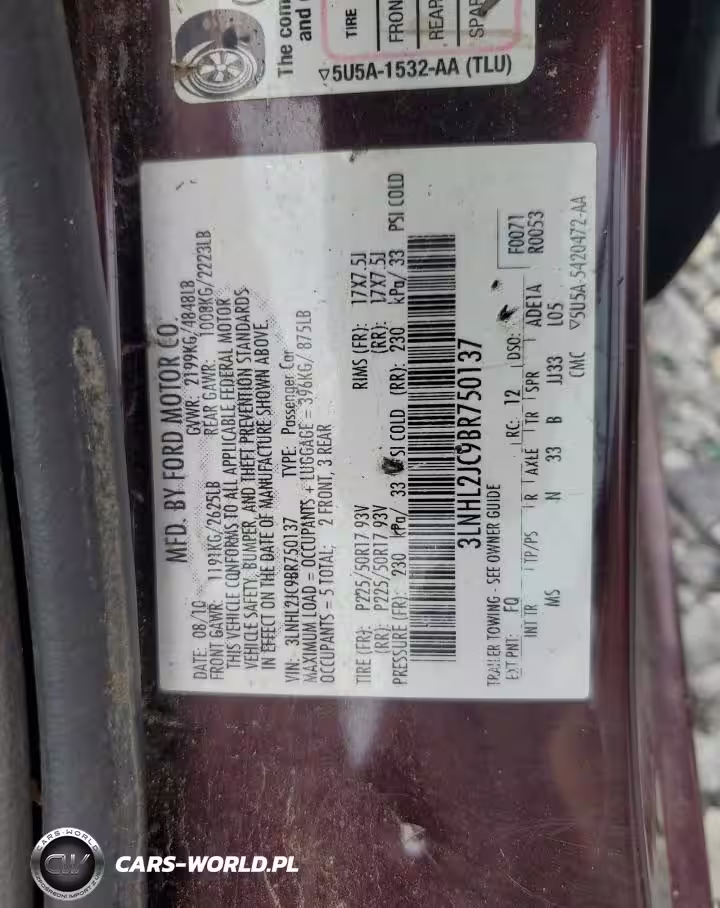 The com
and
TIRE
FRON
REAR
SPAR
▽5U5A-1532-AA (TLU)
MFD. BY FORD MOTOR CO.
DATE: 08/10 GVWR: 2199KG/4848LB
FRONT GAWR: 1191KG/2625LB REAR GAWR: 1008KG/2223LB
THIS VEHICLE CONFORMS TO ALL APPLICABLE FEDERAL MOTOR
VEHICLE SAFETY, BUMPER, AND THEFT PREVENTION STANDARDS
IN EFFECT ON THE DATE OF MANUFACTURE SHOWN ABOVE.
VIN: 3LNHL2JC9BR750137 TYPE: Passenger Car
MAXIMUM LOAD = OCCUPANTS + LUGGAGE = 396KG/ 875LB
OCCUPANTS = 5 TOTAL: 2 FRONT, 3 REAR
TIRE (FR): P225/50R17 93V RIMS (FR): 17X7.5J
(RR): P225/50R17 93V (RR): 17X7.5J
PRESSURE (FR): 230 kPa/ 33 PSI COLD (RR): 230 kPa/ 33 PSI COLD
3LNHL2JC9BR750137
TRAILER TOWING - SEE OWNER GUIDE
EXT PNT: FQ RC: 12 DSO: F0071
R0053
INT TR TP/PS R AXLE TR SPR ADE1A
MS N 33 B JJ33 L05
CMC ▽5U5A-5420472-AA
CARS-WORLD
CW
CARS-WORLD.PL